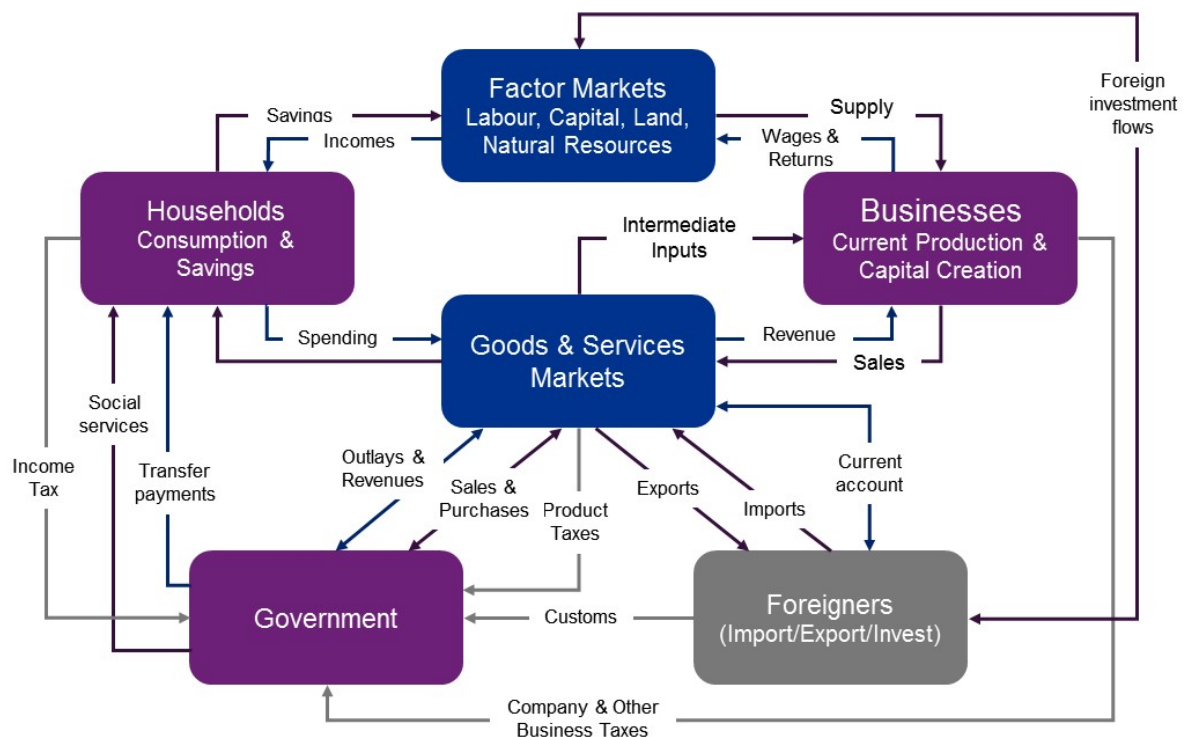 Factor Markets
Labour, Capital, Land,
Natural Resources
Foreign
investment
flows
Savings
Incomes
Supply
Wages &
Returns
Households
Consumption &
Savings
Businesses
Current Production &
Capital Creation
Intermediate
Inputs
Spending
Goods & Services
Markets
Revenue
Sales
Social
services
Income
Tax
Transfer
payments
Outlays &
Revenues
Sales &
Purchases
Product
Taxes
Exports
Imports
Current
account
Government
Customs
Foreigners
(Import/Export/Invest)
Company & Other
Business Taxes